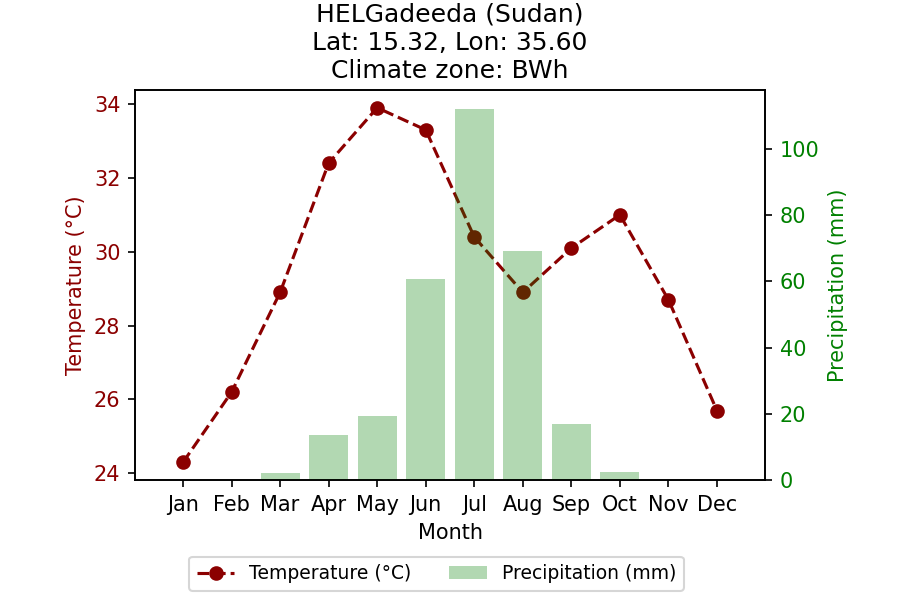 HELGadeeda (Sudan)
Lat: 15.32, Lon: 35.60
Climate zone: BWh
34
32
30
28
26
24
Temperature (°C)
100
80
60
40
20
0
Precipitation (mm)
Jan Feb Mar Apr May Jun Jul Aug Sep Oct Nov Dec
Month
Temperature (°C) Precipitation (mm)